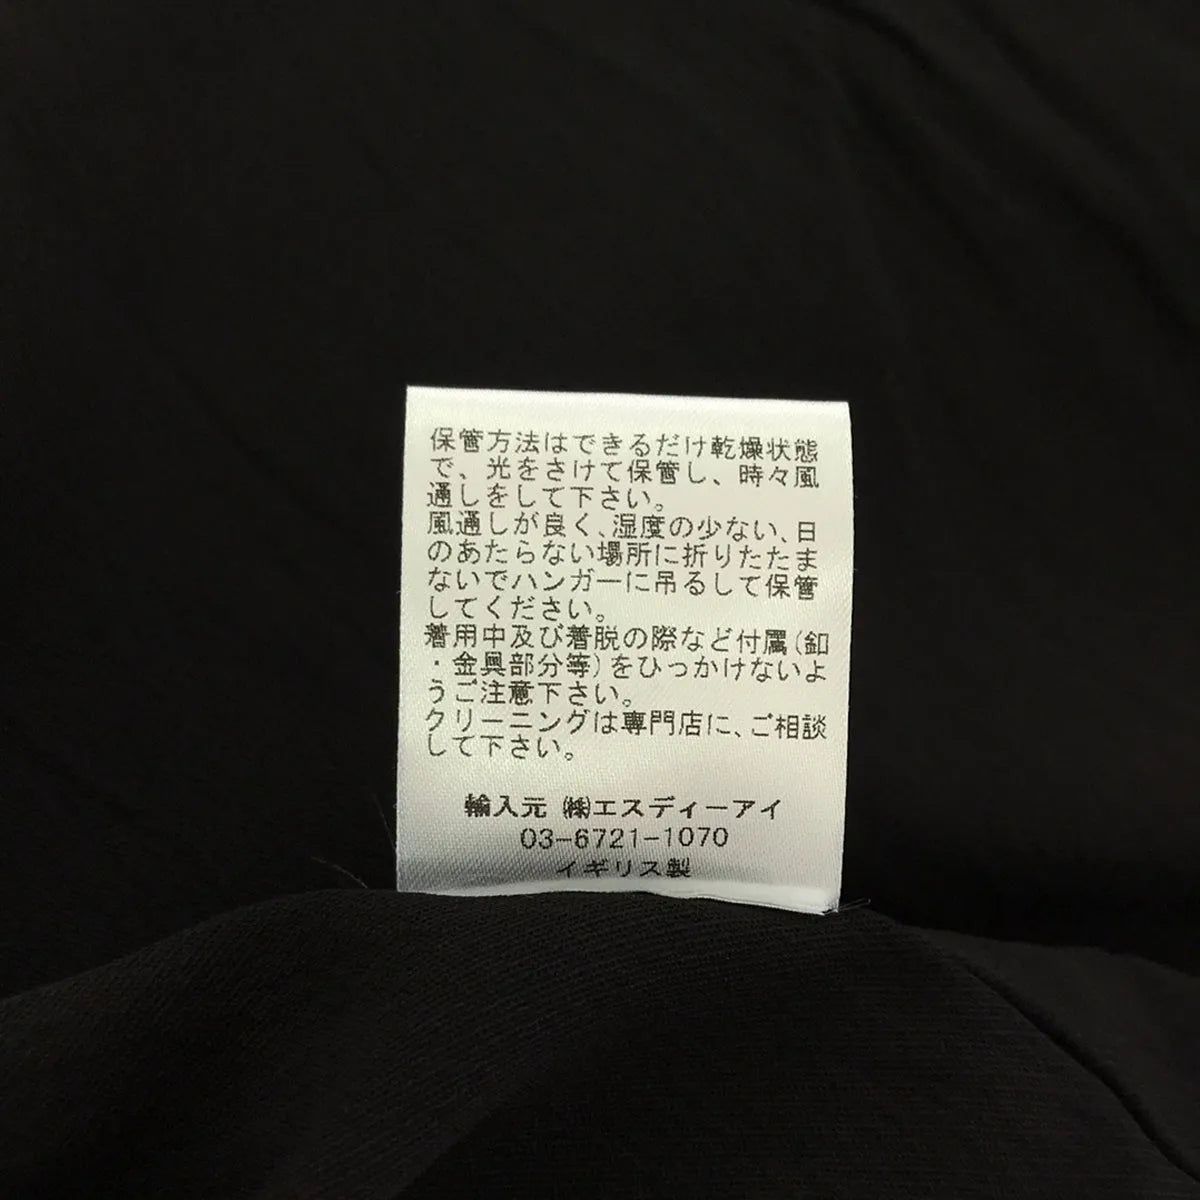 保管方法はできるだけ乾燥状態
で、光をさけて保管し、時々風
通しをして下さい。
風通しが良く、湿度の少ない、日
のあたらない場所に折りたたま
ないでハンガーに吊るして保管
してください。
着用中及び着脱の際など付属(釦
・金具部分等)をひっかけないよ
うご注意下さい。
クリーニングは専門店に、ご相談
して下さい。
輸入元 ㈱エスディーアイ
03-6721-1070
イギリス製